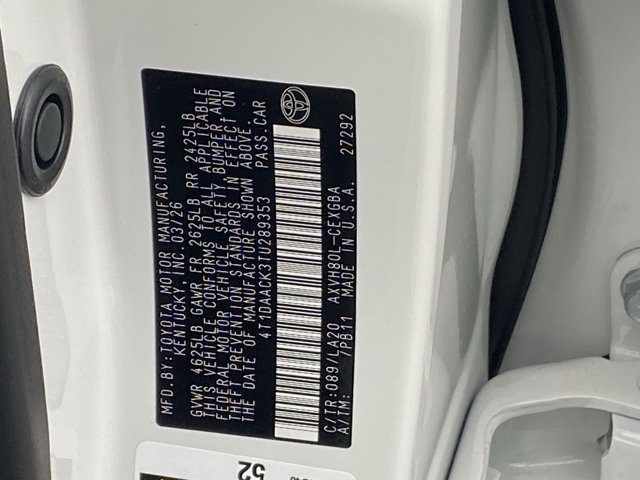 MFD.BY:TOYOTA MOTOR MANUFACTURING,
KENTUCKY, INC. 03/26
GVWR 4625LB GAWR FR 2625LB RR 2425LB
THIS VEHICLE CONFORMS TO ALL APPLICABLE
FEDERAL MOTOR VEHICLE SAFETY, BUMPER AND
THEFT PREVENTION STANDARDS IN EFFECT ON
THE DATE OF MANUFACTURE SHOWN ABOVE.
4T1DAACK3TU289353 PASS.CAR
C/TR:089/LA20 AXVH80L-CEXGBA 27292
A/TM: 7PB11 MADE IN U.S.A.
52